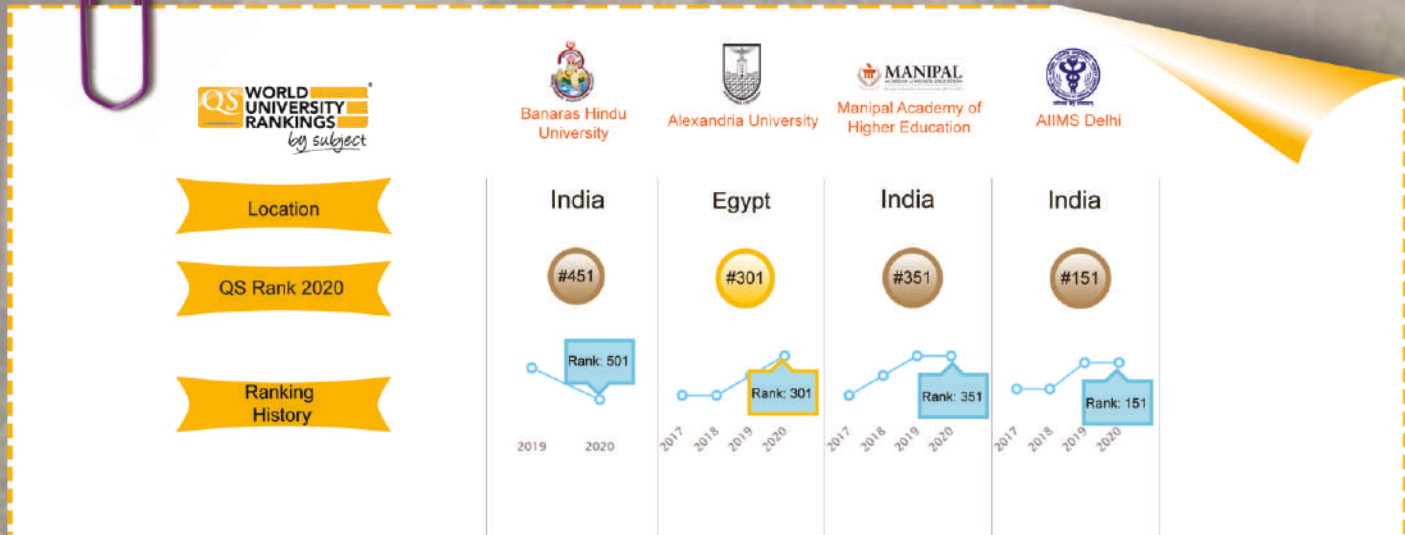 QS WORLD
UNIVERSITY
RANKINGS
by subject
Banaras Hindu
University
Alexandria University
MANIPAL
Manipal Academy of
Higher Education
AIIMS Delhi
Location
India
Egypt
India
India
QS Rank 2020
#451
#301
#351
#151
Ranking
History
Rank: 501
2019
2020
Rank: 301
2017
2018
2019
2020
Rank: 351
2017
2018
2019
2020
Rank: 151
2017
2018
2019
2020